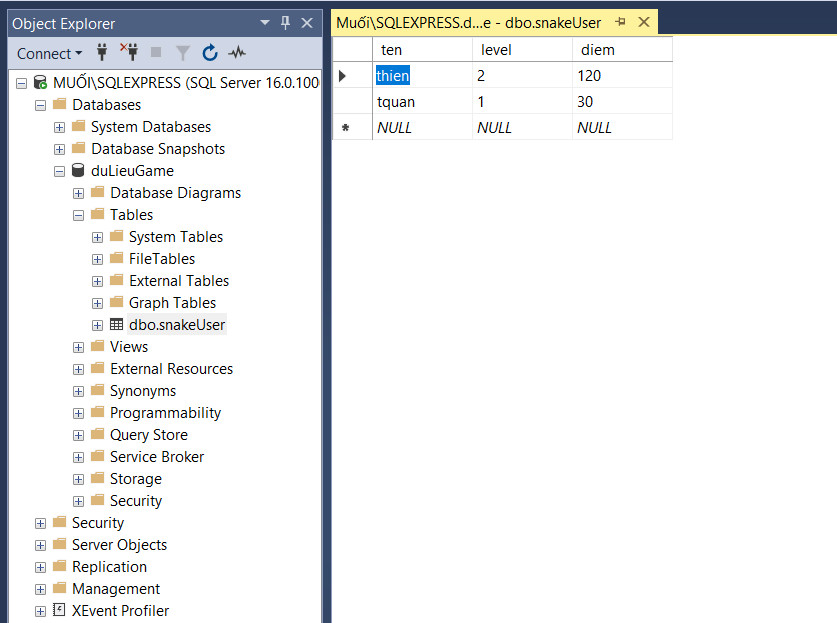 Object Explorer
Connect
MUỐI\SQLEXPRESS (SQL Server 16.0.100
Databases
System Databases
Database Snapshots
duLieuGame
Database Diagrams
Tables
System Tables
FileTables
External Tables
Graph Tables
dbo.snakeUser
Views
External Resources
Synonyms
Programmability
Query Store
Service Broker
Storage
Security
Security
Server Objects
Replication
Management
XEvent Profiler
Muối\SQLEXPRESS.d...e - dbo.snakeUser
ten level diem
thien 2 120
tquan 1 30
* NULL NULL NULL